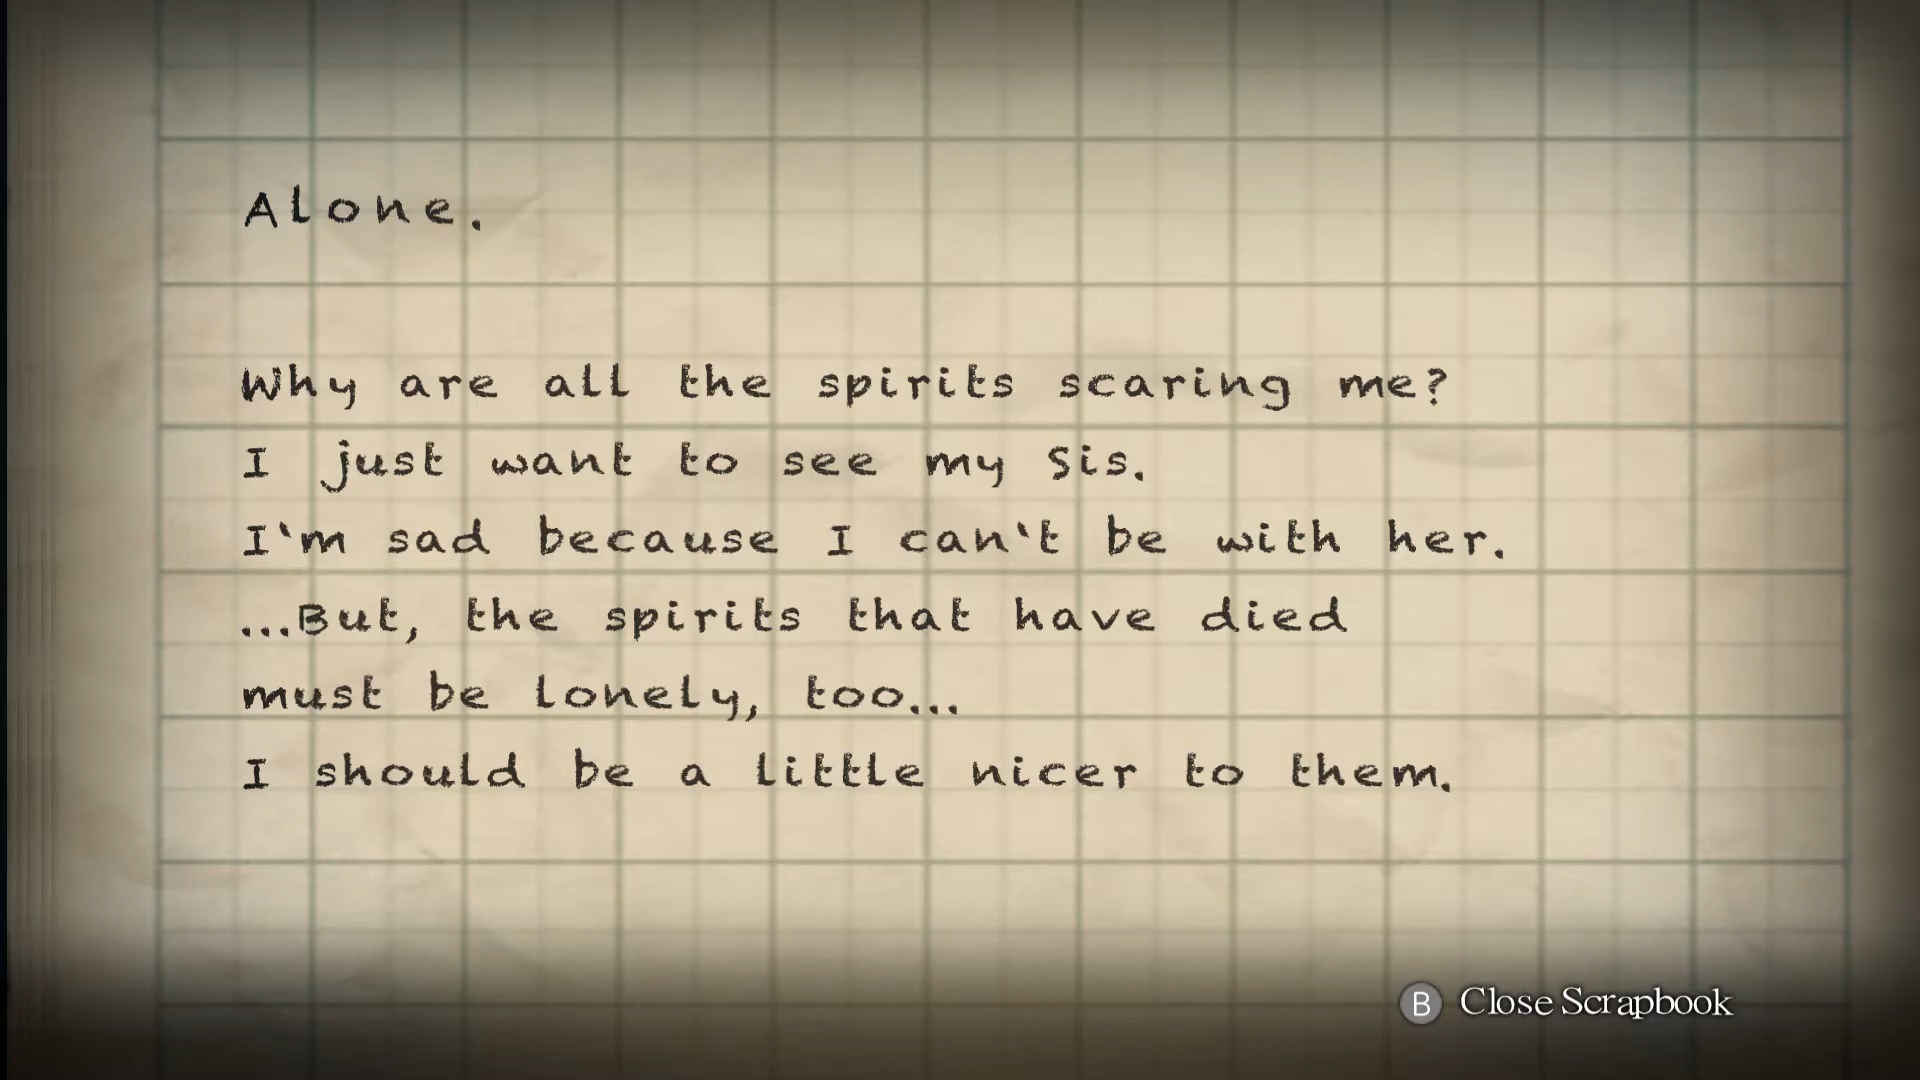 Alone.
Why are all the spirits scaring me?
I just want to see my Sis.
I'm sad because I can't be with her.
...But, the spirits that have died
must be lonely, too...
I should be a little nicer to them.
B Close Scrapbook